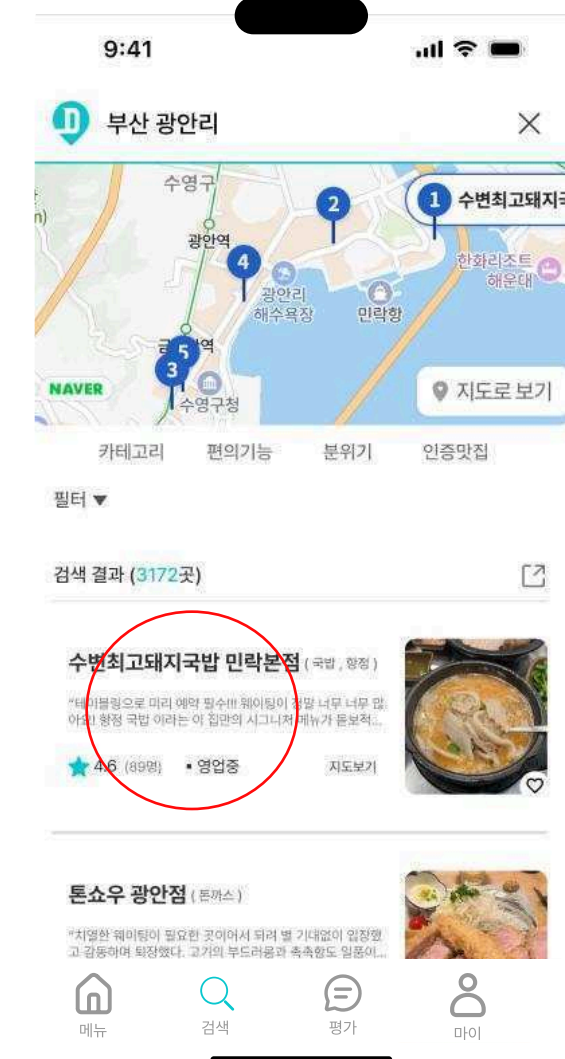 9:41
부산 광안리
수영구
2
1 수변최고돼지국
광안역
4
한화리조트
해운대
광안리
해수욕장
민락항
5
3
수영구청
NAVER
지도로 보기
카테고리 편의기능 분위기 인증맛집
필터 ▼
검색 결과 (3172곳)
수변최고돼지국밥 민락본점 ( 국밥 , 항정 )
"테이블링으로 미리 예약 필수!!! 웨이팅이 정말 너무 너무 많
아요! 항정 국밥 이라는 이 집만의 시그니처 메뉴가 돋보적...
4.6 (89명) ▪ 영업중 지도보기
톤쇼우 광안점 ( 돈까스 )
"치열한 웨이팅이 필요한 곳이어서 되려 별 기대없이 입장했
고 감동하며 퇴장했다. 고기의 부드러움과 촉촉함도 일품이...
메뉴 검색 평가 마이